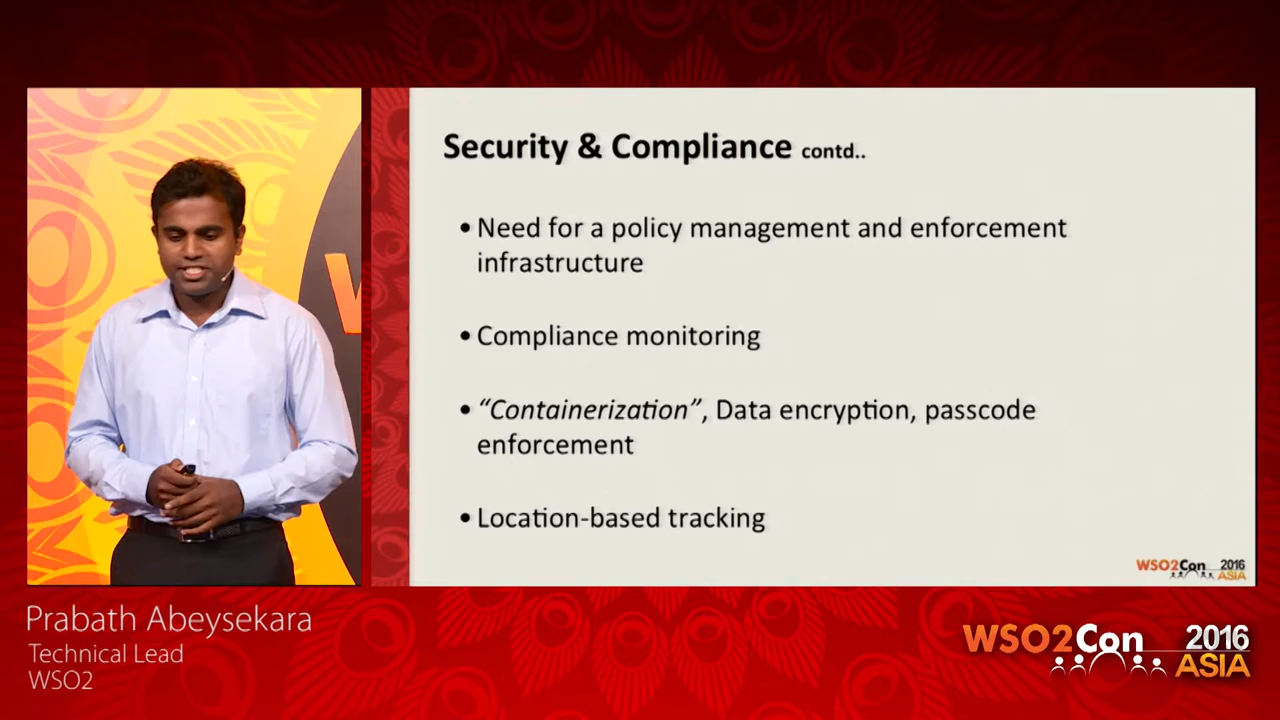 Security & Compliance contd..
• Need for a policy management and enforcement
infrastructure
• Compliance monitoring
• “Containerization”, Data encryption, passcode
enforcement
• Location-based tracking
WSO2Con 2016
ASIA
Prabath Abeysekara
Technical Lead
WSO2
WSO2Con 2016
ASIA